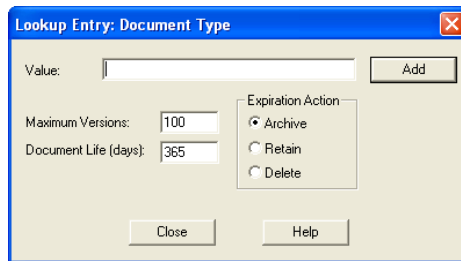 Lookup Entry: Document Type
Value:
Add
Maximum Versions: 100
Document Life (days): 365
Expiration Action
Archive
Retain
Delete
Close
Help